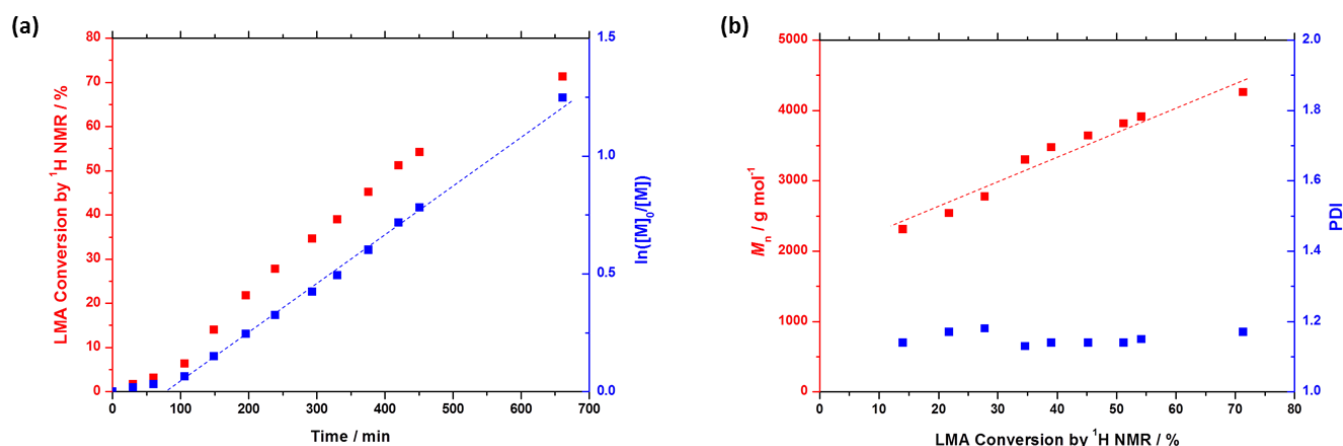 (a)
80
70
60
50
40
30
20
10
0
LMA Conversion by ¹H NMR / %
1.5
1.0
0.5
0.0
ln([M]₀/[M])
0 100 200 300 400 500 600 700
Time / min
(b)
5000
4000
3000
2000
1000
0
Mₙ / g mol⁻¹
2.0
1.8
1.6
1.4
1.2
1.0
PDI
0 10 20 30 40 50 60 70 80
LMA Conversion by ¹H NMR / %